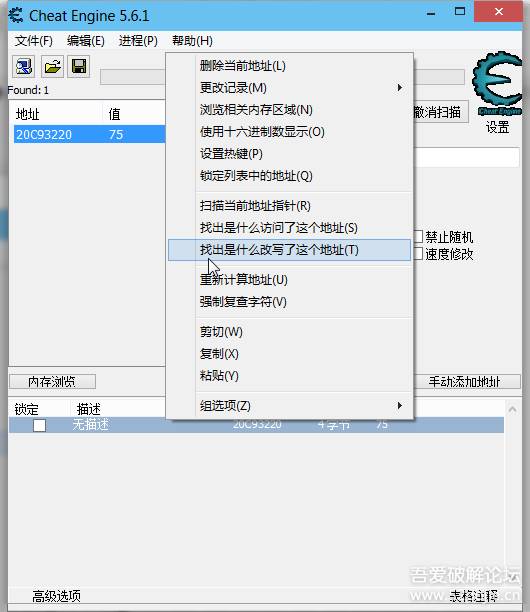 Cheat Engine 5.6.1
文件(F) 编辑(E) 进程(P) 帮助(H)
Found: 1
地址 值
20C93220 75
Cheat Engine
撤消扫描
设置
删除当前地址(L)
更改记录(M)
浏览相关内存区域(N)
使用十六进制数显示(O)
设置热键(P)
锁定列表中的地址(Q)
扫描当前地址指针(R)
找出是什么访问了这个地址(S)
找出是什么改写了这个地址(T)
重新计算地址(U)
强制复查字符(V)
剪切(W)
复制(X)
粘贴(Y)
组选项(Z)
禁止随机
速度修改
内存浏览 手动添加地址
锁定 描述
无描述 20C93220 4 字节 75
吾爱破解论坛
高级选项 表格注释